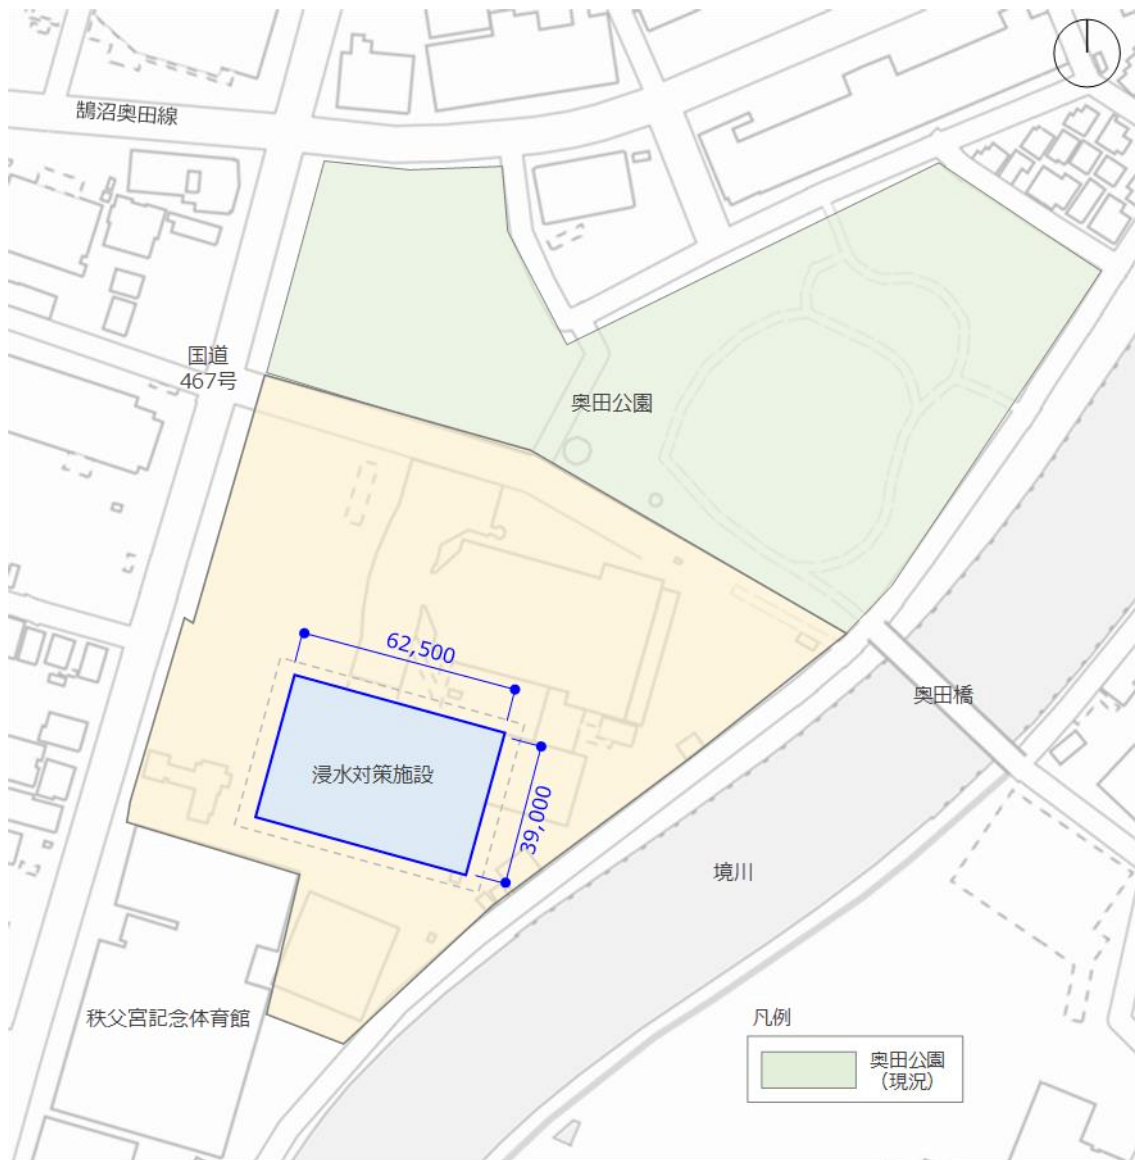 鵠沼奥田線
国道
467号
奥田公園
62,500
奥田橋
浸水対策施設
39,000
境川
秩父宮記念体育館
凡例
奥田公園
（現況）